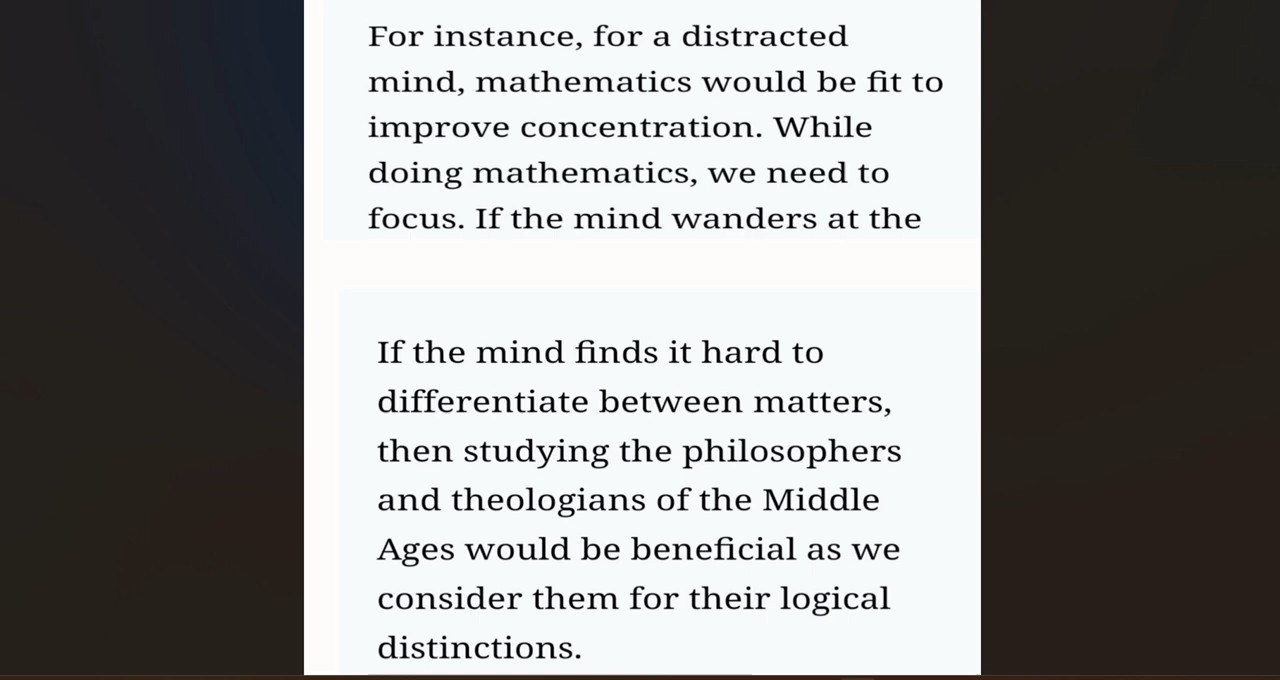 For instance, for a distracted
mind, mathematics would be fit to
improve concentration. While
doing mathematics, we need to
focus. If the mind wanders at the
If the mind finds it hard to
differentiate between matters,
then studying the philosophers
and theologians of the Middle
Ages would be beneficial as we
consider them for their logical
distinctions.